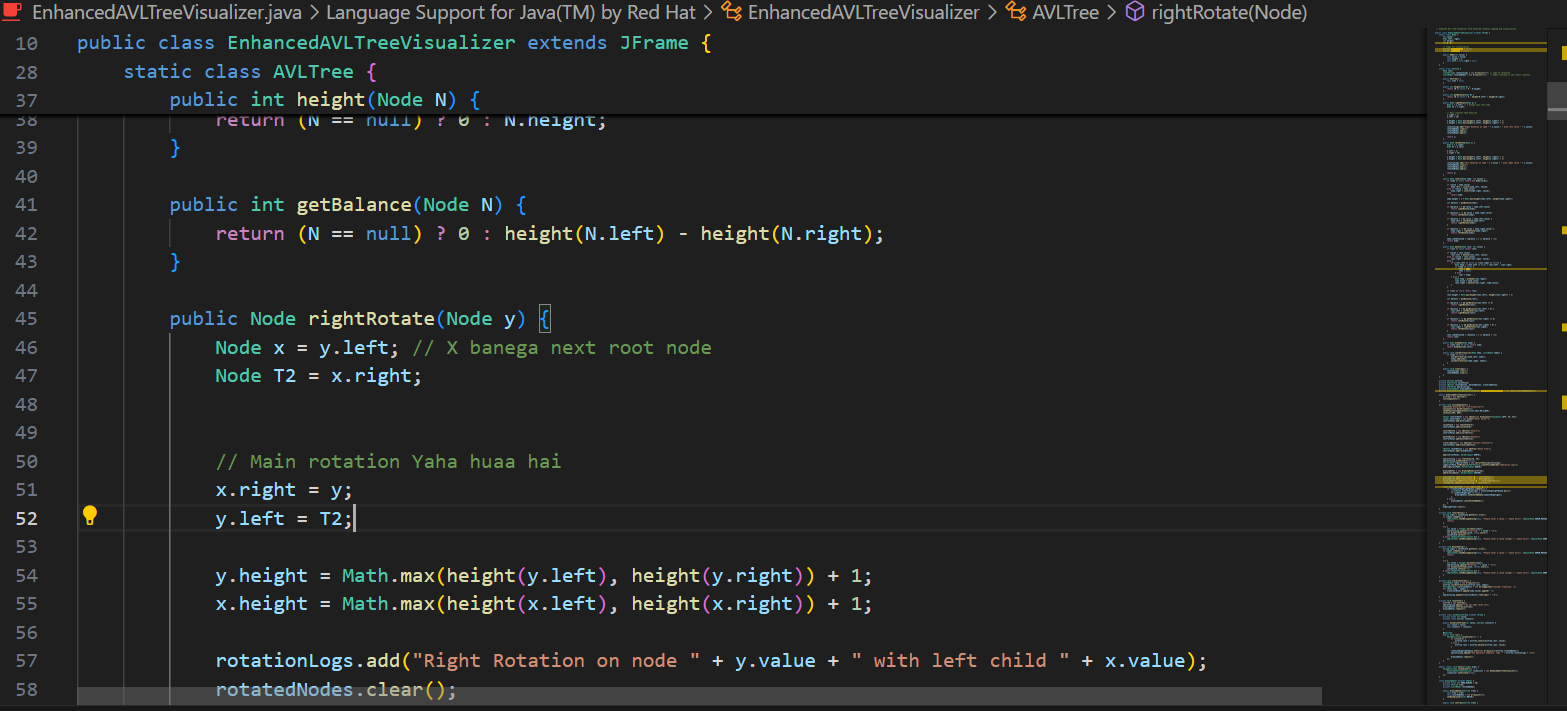 EnhancedAVLTreeVisualizer.java > Language Support for Java(TM) by Red Hat > EnhancedAVLTreeVisualizer > AVLTree > rightRotate(Node)
10 public class EnhancedAVLTreeVisualizer extends JFrame {
28 static class AVLTree {
37 public int height(Node N) {
38 return (N == null) ? 0 : N.height;
39 }
40
41 public int getBalance(Node N) {
42 return (N == null) ? 0 : height(N.left) - height(N.right);
43 }
44
45 public Node rightRotate(Node y) {
46 Node x = y.left; // X banega next root node
47 Node T2 = x.right;
48
49
50 // Main rotation Yaha huaa hai
51 x.right = y;
52 y.left = T2;
53
54 y.height = Math.max(height(y.left), height(y.right)) + 1;
55 x.height = Math.max(height(x.left), height(x.right)) + 1;
56
57 rotationLogs.add("Right Rotation on node " + y.value + " with left child " + x.value);
58 rotatedNodes.clear();